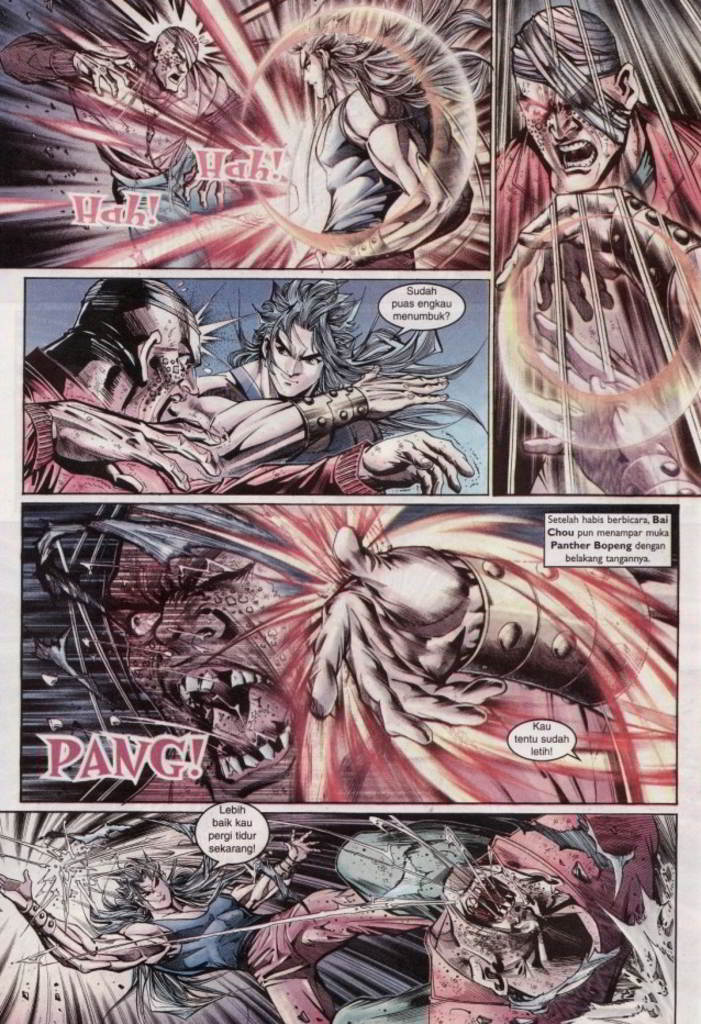 Hah!
Hah!
Sudah
puas engkau
menumbuk?
Setelah habis berbicara, Bai
Chou pun menampar muka
Panther Bopeng dengan
belakang tangannya.
PANG!
Kau
tentu sudah
letih!
Lebih
baik kau
pergi tidur
sekarang!